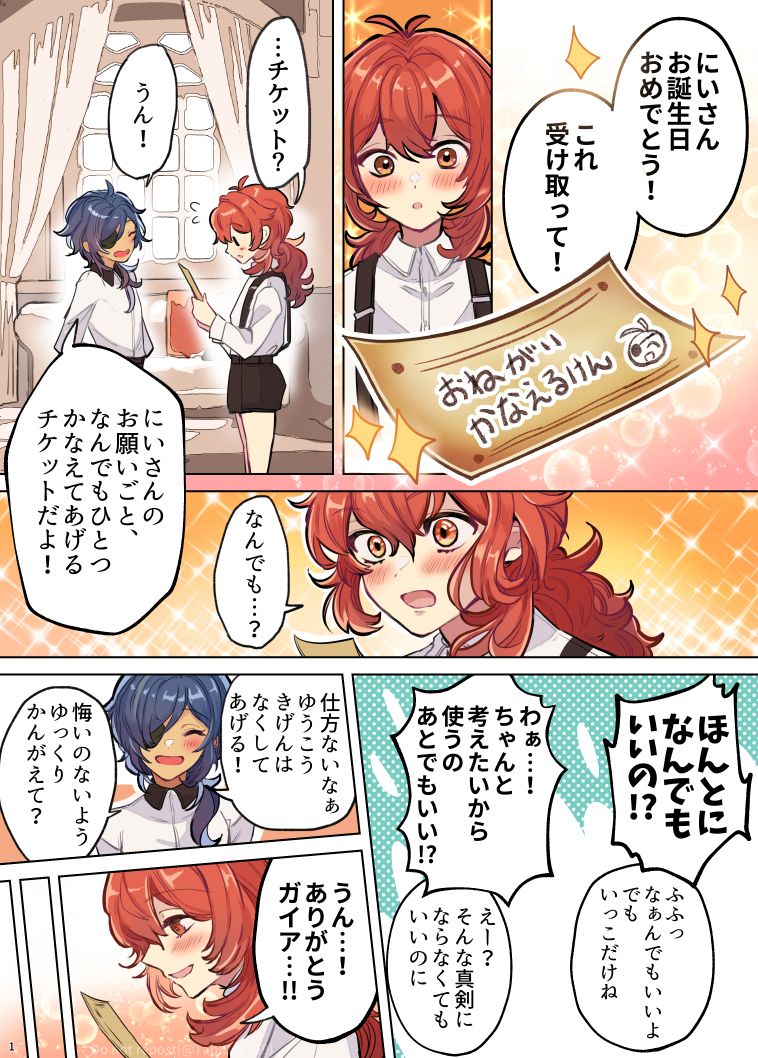 にいさん
お誕生日
おめでとう！
これ
受け取って！
おねがい
かなえるけん
…チケット？
うん！
にいさんの
お願いごと、
なんでもひとつ
かなえてあげる
チケットだよ！
なんでも…？
ほんとに
なんでも
いいの!?
ふふっ
なぁんでもいいよ
でも
いっこだけね
わぁ…！
ちゃんと
考えたいから
使うの
あとでもいい!?
えー？
そんな真剣に
ならなくても
いいのに
仕方ないなぁ
ゆうこう
きげんは
なくして
あげる！
悔いのないよう
ゆっくり
かんがえて？
うん…！
ありがとう
ガイア…!!
1